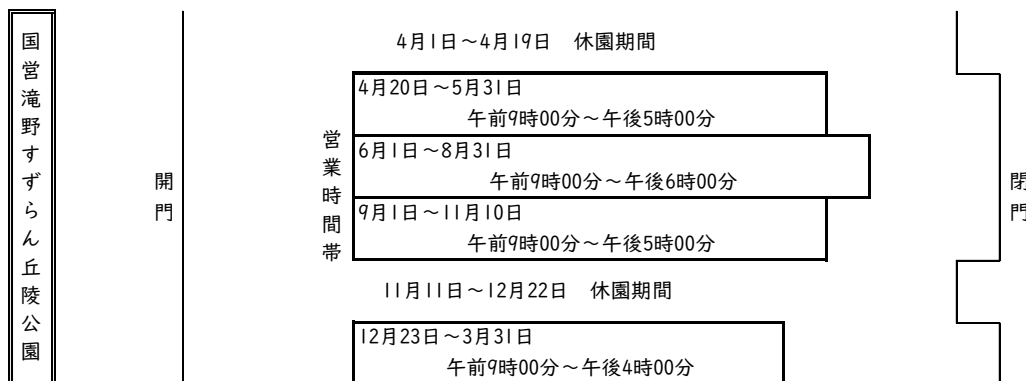 国営滝野すずらん丘陵公園
開門
営業時間帯
4月1日～4月19日　休園期間
4月20日～5月31日
午前9時00分～午後5時00分
6月1日～8月31日
午前9時00分～午後6時00分
9月1日～11月10日
午前9時00分～午後5時00分
11月11日～12月22日　休園期間
12月23日～3月31日
午前9時00分～午後4時00分
閉門